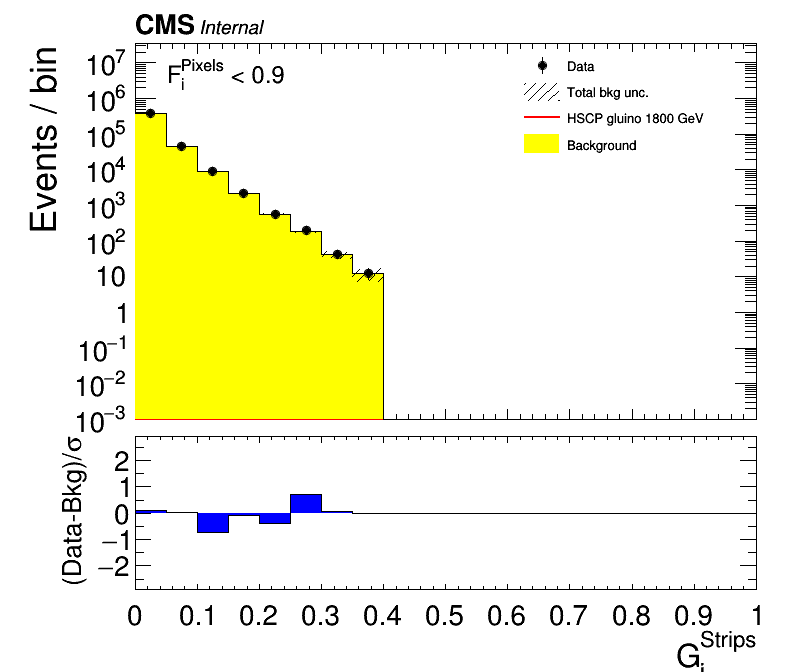 CMS Internal
F_i^Pixels < 0.9
Data
Total bkg unc.
HSCP gluino 1800 GeV
Background
Events / bin
10^7
10^6
10^5
10^4
10^3
10^2
10
1
10^−1
10^−2
10^−3
(Data-Bkg)/σ
2
1
0
−1
−2
0 0.1 0.2 0.3 0.4 0.5 0.6 0.7 0.8 0.9 1
G_i^Strips